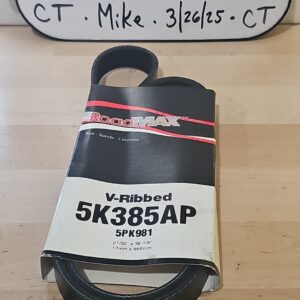 CT · Mike · 3/26/25 · CT
RoadMAX
V-Ribbed
5K385AP
5PK981